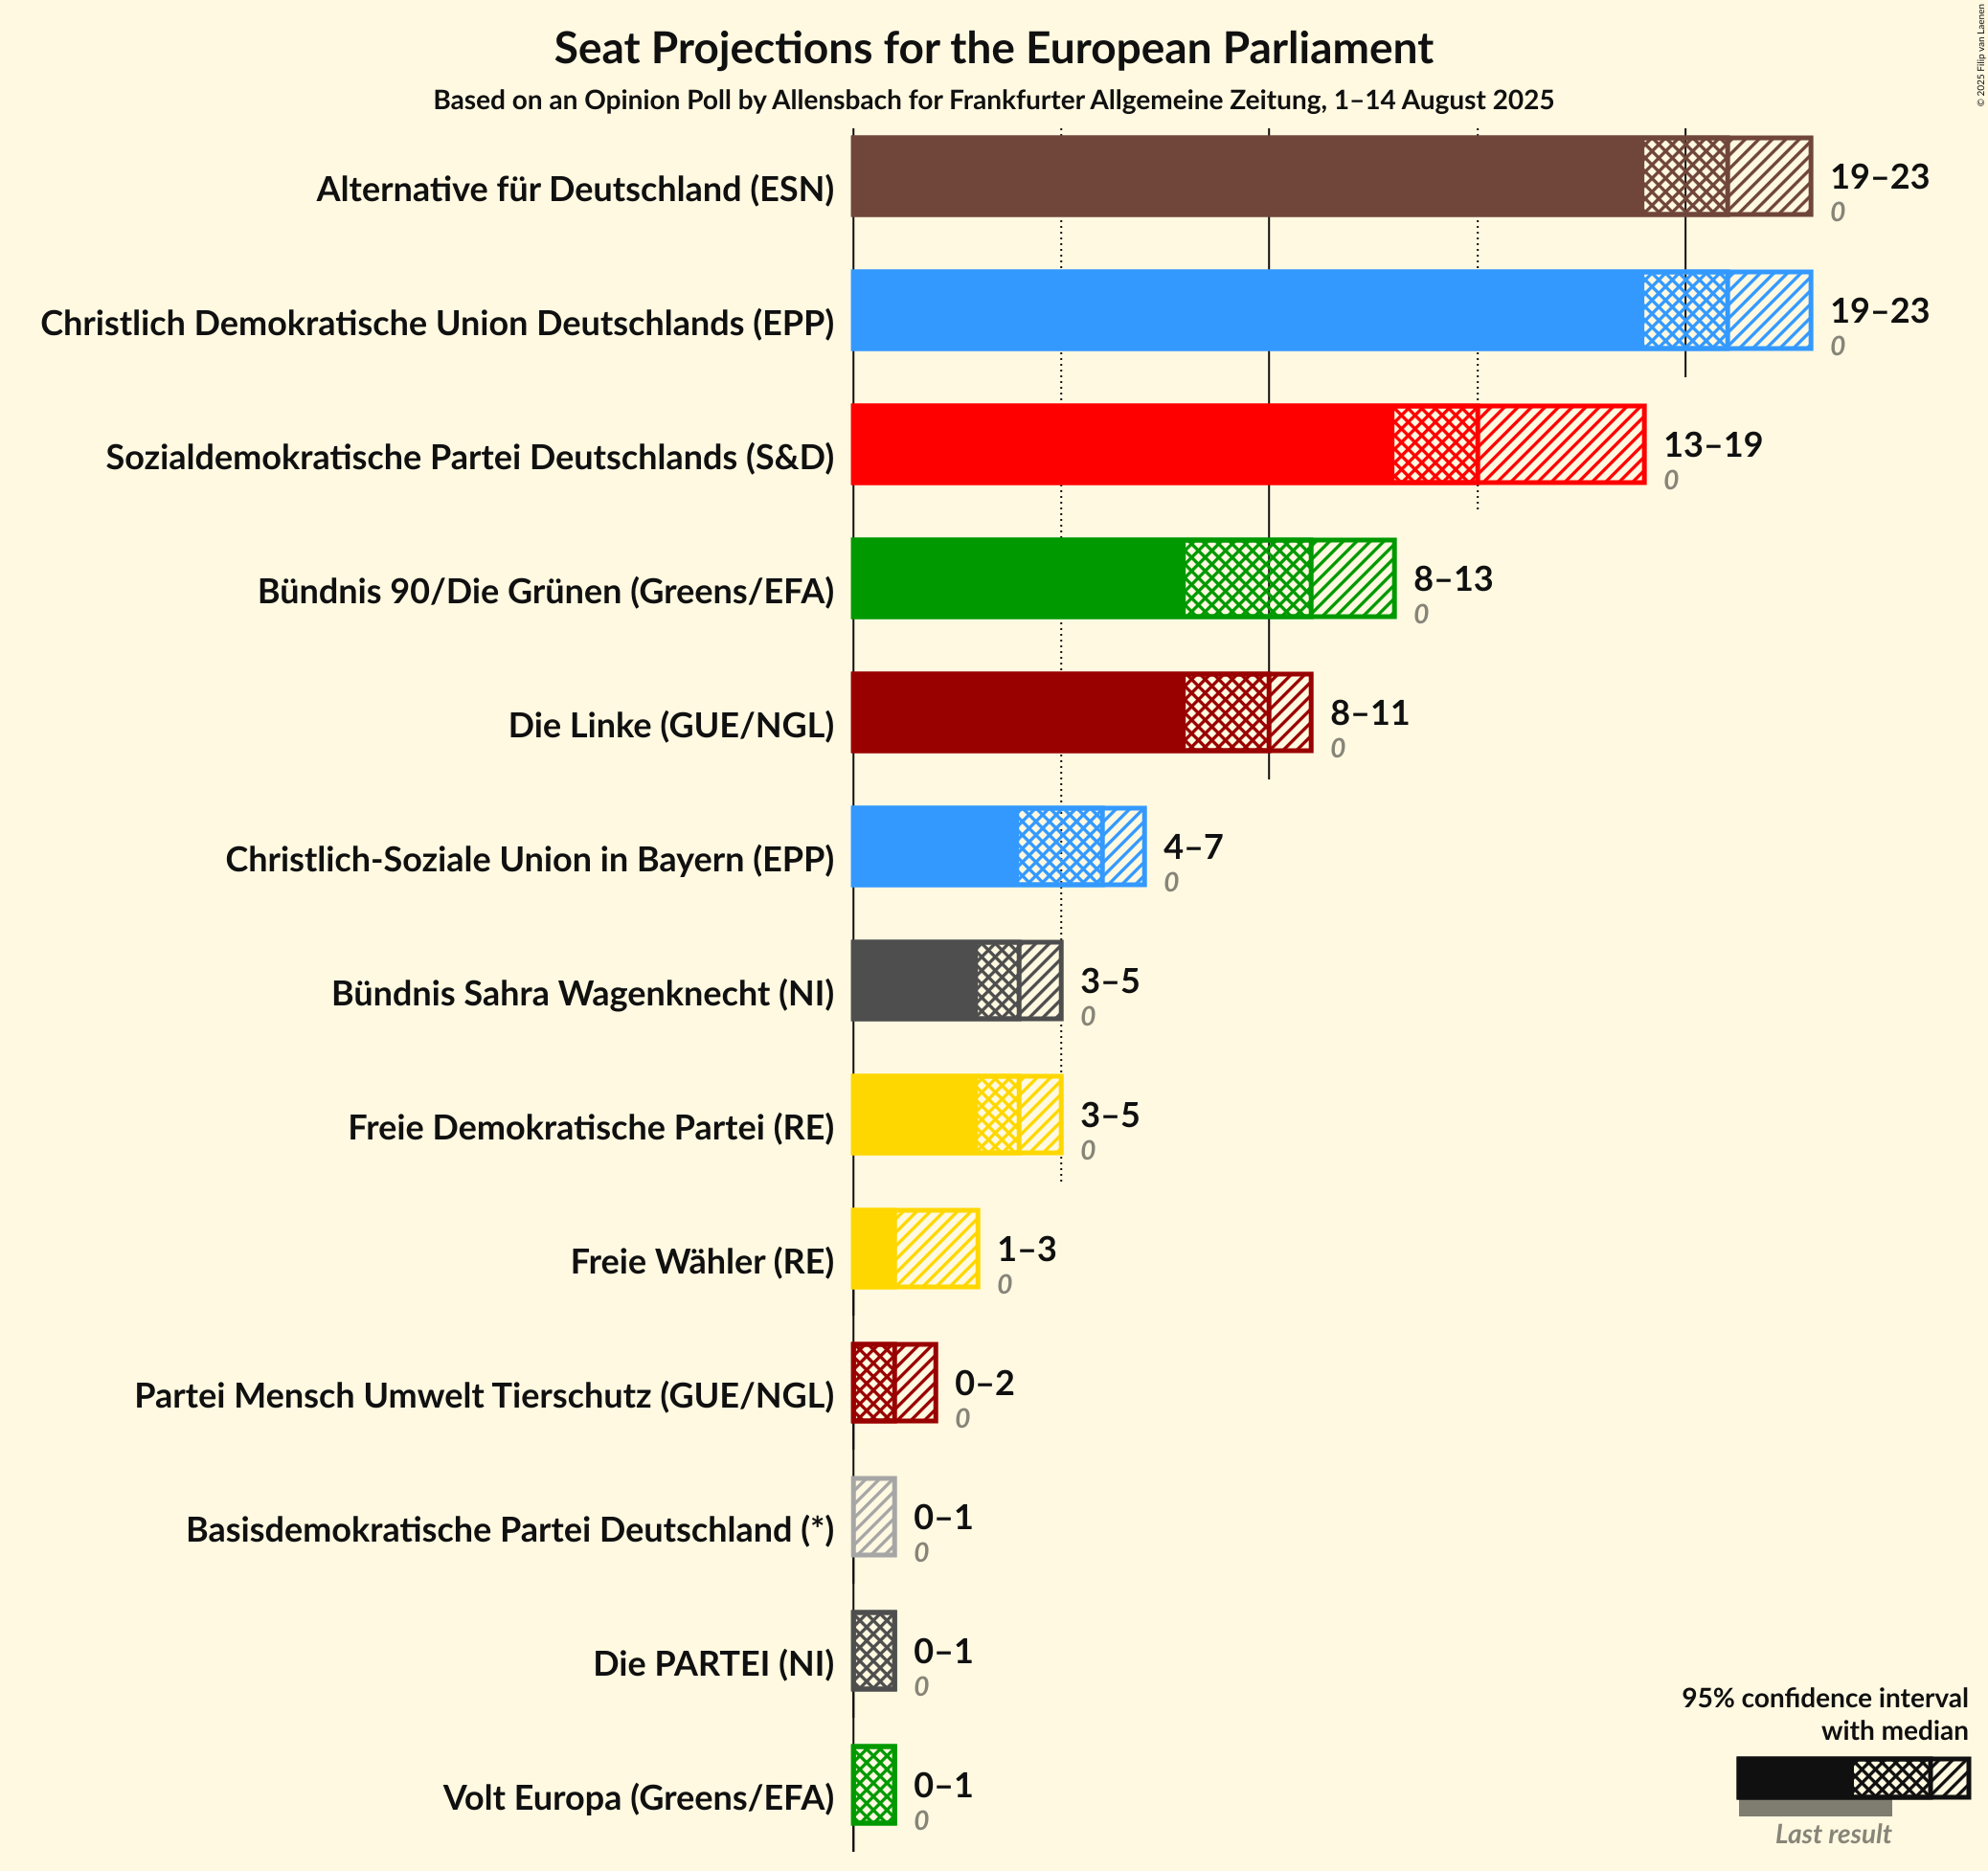 Seat Projections for the European Parliament
Based on an Opinion Poll by Allensbach for Frankfurter Allgemeine Zeitung, 1–14 August 2025
© 2025 Filip van Laenen
Alternative für Deutschland (ESN)
19–23
0
Christlich Demokratische Union Deutschlands (EPP)
19–23
0
Sozialdemokratische Partei Deutschlands (S&D)
13–19
0
Bündnis 90/Die Grünen (Greens/EFA)
8–13
0
Die Linke (GUE/NGL)
8–11
0
Christlich-Soziale Union in Bayern (EPP)
4–7
0
Bündnis Sahra Wagenknecht (NI)
3–5
0
Freie Demokratische Partei (RE)
3–5
0
Freie Wähler (RE)
1–3
0
Partei Mensch Umwelt Tierschutz (GUE/NGL)
0–2
0
Basisdemokratische Partei Deutschland (*)
0–1
0
Die PARTEI (NI)
0–1
0
Volt Europa (Greens/EFA)
0–1
0
95% confidence interval
with median
Last result